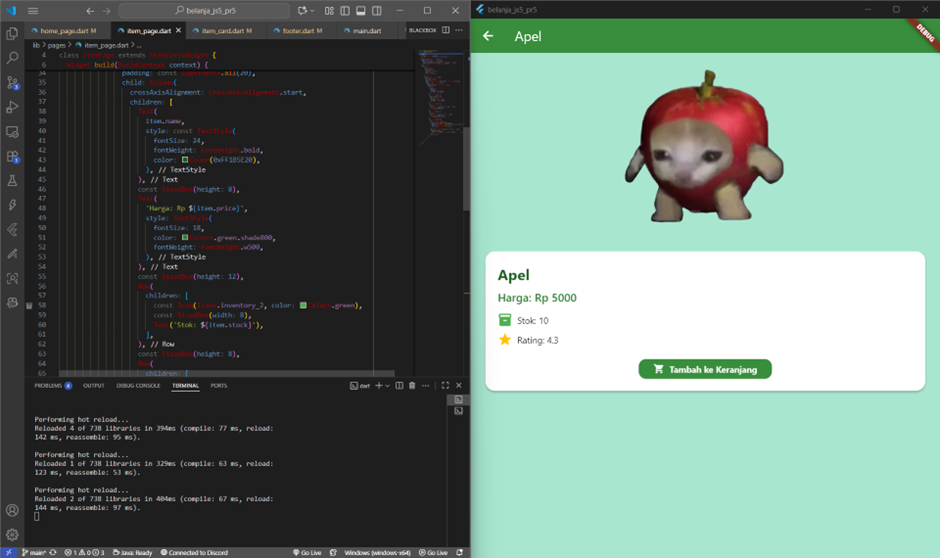 belanja_js5_pr5
home_page.dart M
item_page.dart
item_card.dart M
footer.dart M
main.dart
BLACKBOX
lib > pages > item_page.dart > ...
4 class ItemPage extends StatelessWidget {
6 Widget build(BuildContext context) {
34 padding: const EdgeInsets.all(20),
35 child: Column(
36 crossAxisAlignment: CrossAxisAlignment.start,
37 children: [
38 Text(
39 item.name,
40 style: const TextStyle(
41 fontSize: 24,
42 fontWeight: FontWeight.bold,
43 color: Color(0xFF1B5E20),
44 ), // TextStyle
45 ), // Text
46 const SizedBox(height: 8),
47 Text(
48 'Harga: Rp ${item.price}',
49 style: TextStyle(
50 fontSize: 18,
51 color: Colors.green.shade800,
52 fontWeight: FontWeight.w500,
53 ), // TextStyle
54 ), // Text
55 const SizedBox(height: 12),
56 Row(
57 children: [
58 const Icon(Icons.inventory_2, color: Colors.green),
59 const SizedBox(width: 8),
60 Text('Stok: ${item.stock}'),
61 ],
62 ), // Row
63 const SizedBox(height: 8),
64 Row(
65 children: [
PROBLEMS 4
OUTPUT
DEBUG CONSOLE
TERMINAL
PORTS
dart
Performing hot reload...
Reloaded 4 of 738 libraries in 394ms (compile: 77 ms, reload:
142 ms, reassemble: 95 ms).
Performing hot reload...
Reloaded 1 of 738 libraries in 329ms (compile: 63 ms, reload:
123 ms, reassemble: 53 ms).
Performing hot reload...
Reloaded 2 of 738 libraries in 404ms (compile: 67 ms, reload:
144 ms, reassemble: 97 ms).
main*
1 0 3
Java: Ready
Connected to Discord
Go Live
Windows (windows-x64)
Go Live
belanja_js5_pr5
Apel
DEBUG
Apel
Harga: Rp 5000
Stok: 10
Rating: 4.3
Tambah ke Keranjang